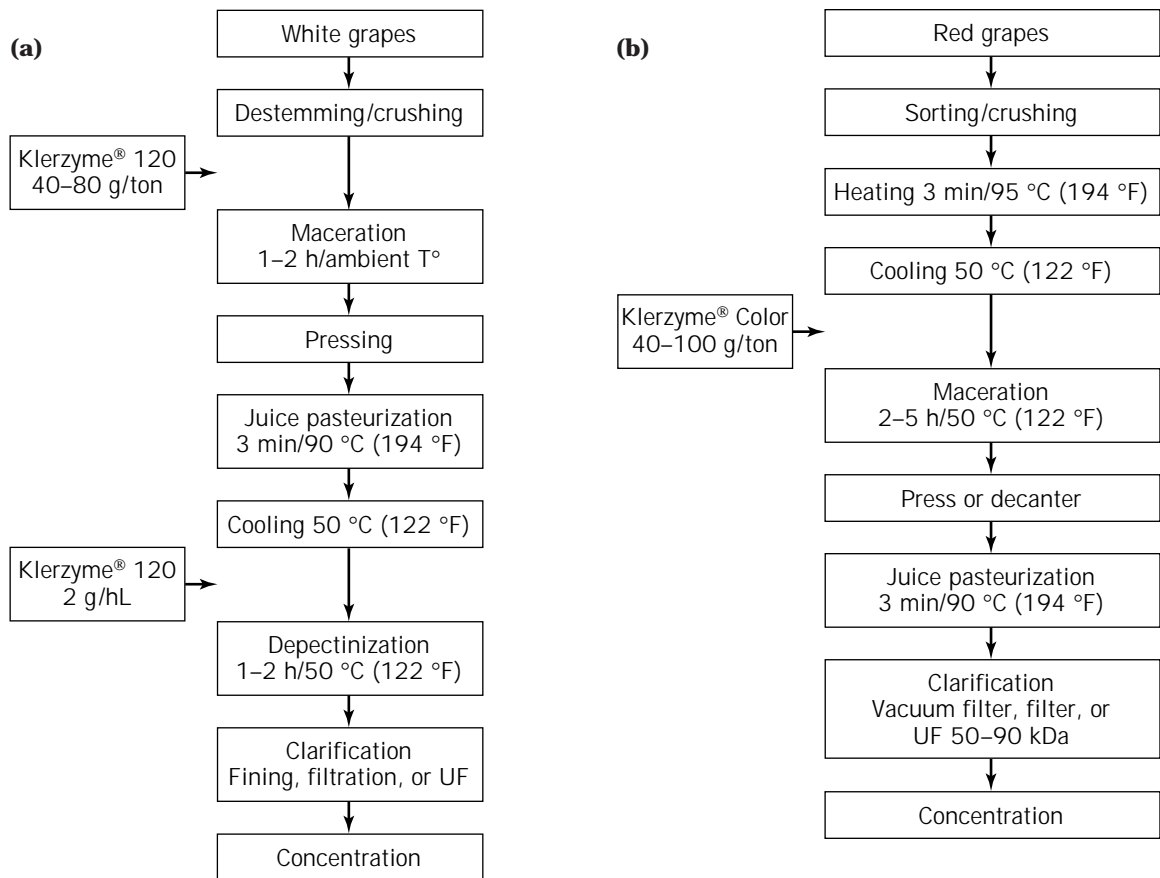 (a)
White grapes
Destemming/crushing
Klerzyme® 120
40–80 g/ton
Maceration
1–2 h/ambient T°
Pressing
Juice pasteurization
3 min/90 °C (194 °F)
Cooling 50 °C (122 °F)
Klerzyme® 120
2 g/hL
Depectinization
1–2 h/50 °C (122 °F)
Clarification
Fining, filtration, or UF
Concentration
(b)
Red grapes
Sorting/crushing
Heating 3 min/95 °C (194 °F)
Cooling 50 °C (122 °F)
Klerzyme® Color
40–100 g/ton
Maceration
2–5 h/50 °C (122 °F)
Press or decanter
Juice pasteurization
3 min/90 °C (194 °F)
Clarification
Vacuum filter, filter, or
UF 50–90 kDa
Concentration